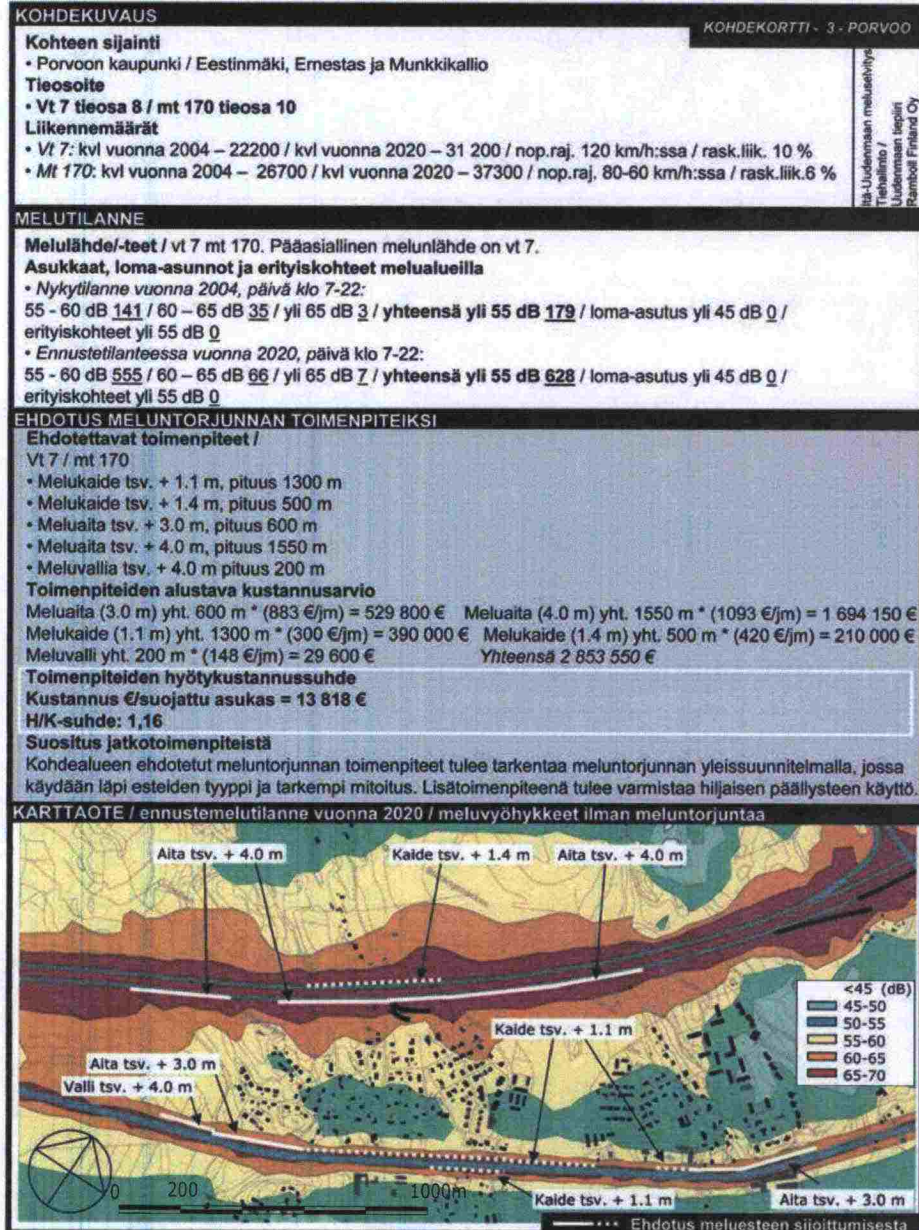 KOHDEKUVAUS
KOHDEKORTTI - 3 - PORVOO
Kohteen sijainti
• Porvoon kaupunki / Eestinmäki, Ernestas ja Munkkikallio
Tieosoite
• Vt 7 tieosa 8 / mt 170 tieosa 10
Liikennemäärät
• Vt 7: kvl vuonna 2004 – 22200 / kvl vuonna 2020 – 31 200 / nop.raj. 120 km/h:ssa / rask.liik. 10 %
• Mt 170: kvl vuonna 2004 – 26700 / kvl vuonna 2020 – 37300 / nop.raj. 80-60 km/h:ssa / rask.liik.6 %
Itä-Uudenmaan meluselvitys
Tiehallinto /
Uudenmaan tiepiiri
Ramboll Finland Oy
MELUTILANNE
Melulähde/-teet / vt 7 mt 170. Pääasiallinen melunlähde on vt 7.
Asukkaat, loma-asunnot ja erityiskohteet melualueilla
• Nykytilanne vuonna 2004, päivä klo 7-22:
55 - 60 dB 141 / 60 – 65 dB 35 / yli 65 dB 3 / yhteensä yli 55 dB 179 / loma-asutus yli 45 dB 0 /
erityiskohteet yli 55 dB 0
• Ennustetilanteessa vuonna 2020, päivä klo 7-22:
55 - 60 dB 555 / 60 – 65 dB 66 / yli 65 dB 7 / yhteensä yli 55 dB 628 / loma-asutus yli 45 dB 0 /
erityiskohteet yli 55 dB 0
EHDOTUS MELUNTORJUNNAN TOIMENPITEIKSI
Ehdotettavat toimenpiteet /
Vt 7 / mt 170
• Melukaide tsv. + 1.1 m, pituus 1300 m
• Melukaide tsv. + 1.4 m, pituus 500 m
• Meluaita tsv. + 3.0 m, pituus 600 m
• Meluaita tsv. + 4.0 m, pituus 1550 m
• Meluvallia tsv. + 4.0 m pituus 200 m
Toimenpiteiden alustava kustannusarvio
Meluaita (3.0 m) yht. 600 m * (883 €/jm) = 529 800 € Meluaita (4.0 m) yht. 1550 m * (1093 €/jm) = 1 694 150 €
Melukaide (1.1 m) yht. 1300 m * (300 €/jm) = 390 000 € Melukaide (1.4 m) yht. 500 m * (420 €/jm) = 210 000 €
Meluvalli yht. 200 m * (148 €/jm) = 29 600 € Yhteensä 2 853 550 €
Toimenpiteiden hyötykustannussuhde
Kustannus €/suojattu asukas = 13 818 €
H/K-suhde: 1,16
Suositus jatkotoimenpiteistä
Kohdealueen ehdotetut meluntorjunnan toimenpiteet tulee tarkentaa meluntorjunnan yleissuunnitelmalla, jossa
käydään läpi esteiden tyyppi ja tarkempi mitoitus. Lisätoimenpiteenä tulee varmistaa hiljaisen päällysteen käyttö.
KARTTAOTE / ennustemelutilanne vuonna 2020 / meluvyöhykkeet ilman meluntorjuntaa
Aita tsv. + 4.0 m
Kaide tsv. + 1.4 m
Aita tsv. + 4.0 m
<45 (dB)
45-50
50-55
55-60
60-65
65-70
Kaide tsv. + 1.1 m
Aita tsv. + 3.0 m
Valli tsv. + 4.0 m
0 200 1000m
Kaide tsv. + 1.1 m
Aita tsv. + 3.0 m
Ehdotus meluesteen sijoittumisesta